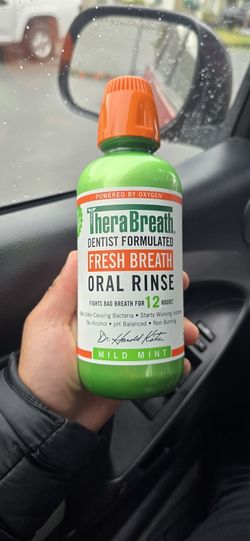 POWERED BY OXYGEN
TheraBreath
DENTIST FORMULATED
FRESH BREATH
ORAL RINSE
FIGHTS BAD BREATH FOR 12 HOURS
Odor-Causing Bacteria • Starts Working Instantly
No Alcohol • pH Balanced • Non Burning
Dr. Harold Katz
MILD MINT